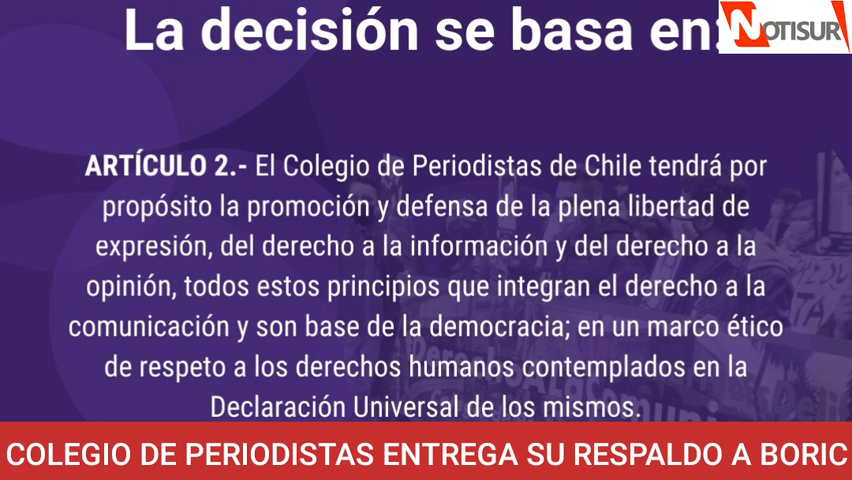 La decisión se basa en:
NOTISUR
ARTÍCULO 2.- El Colegio de Periodistas de Chile tendrá por
propósito la promoción y defensa de la plena libertad de
expresión, del derecho a la información y del derecho a la
opinión, todos estos principios que integran el derecho a la
comunicación y son base de la democracia; en un marco ético
de respeto a los derechos humanos contemplados en la
Declaración Universal de los mismos.
COLEGIO DE PERIODISTAS ENTREGA SU RESPALDO A BORIC